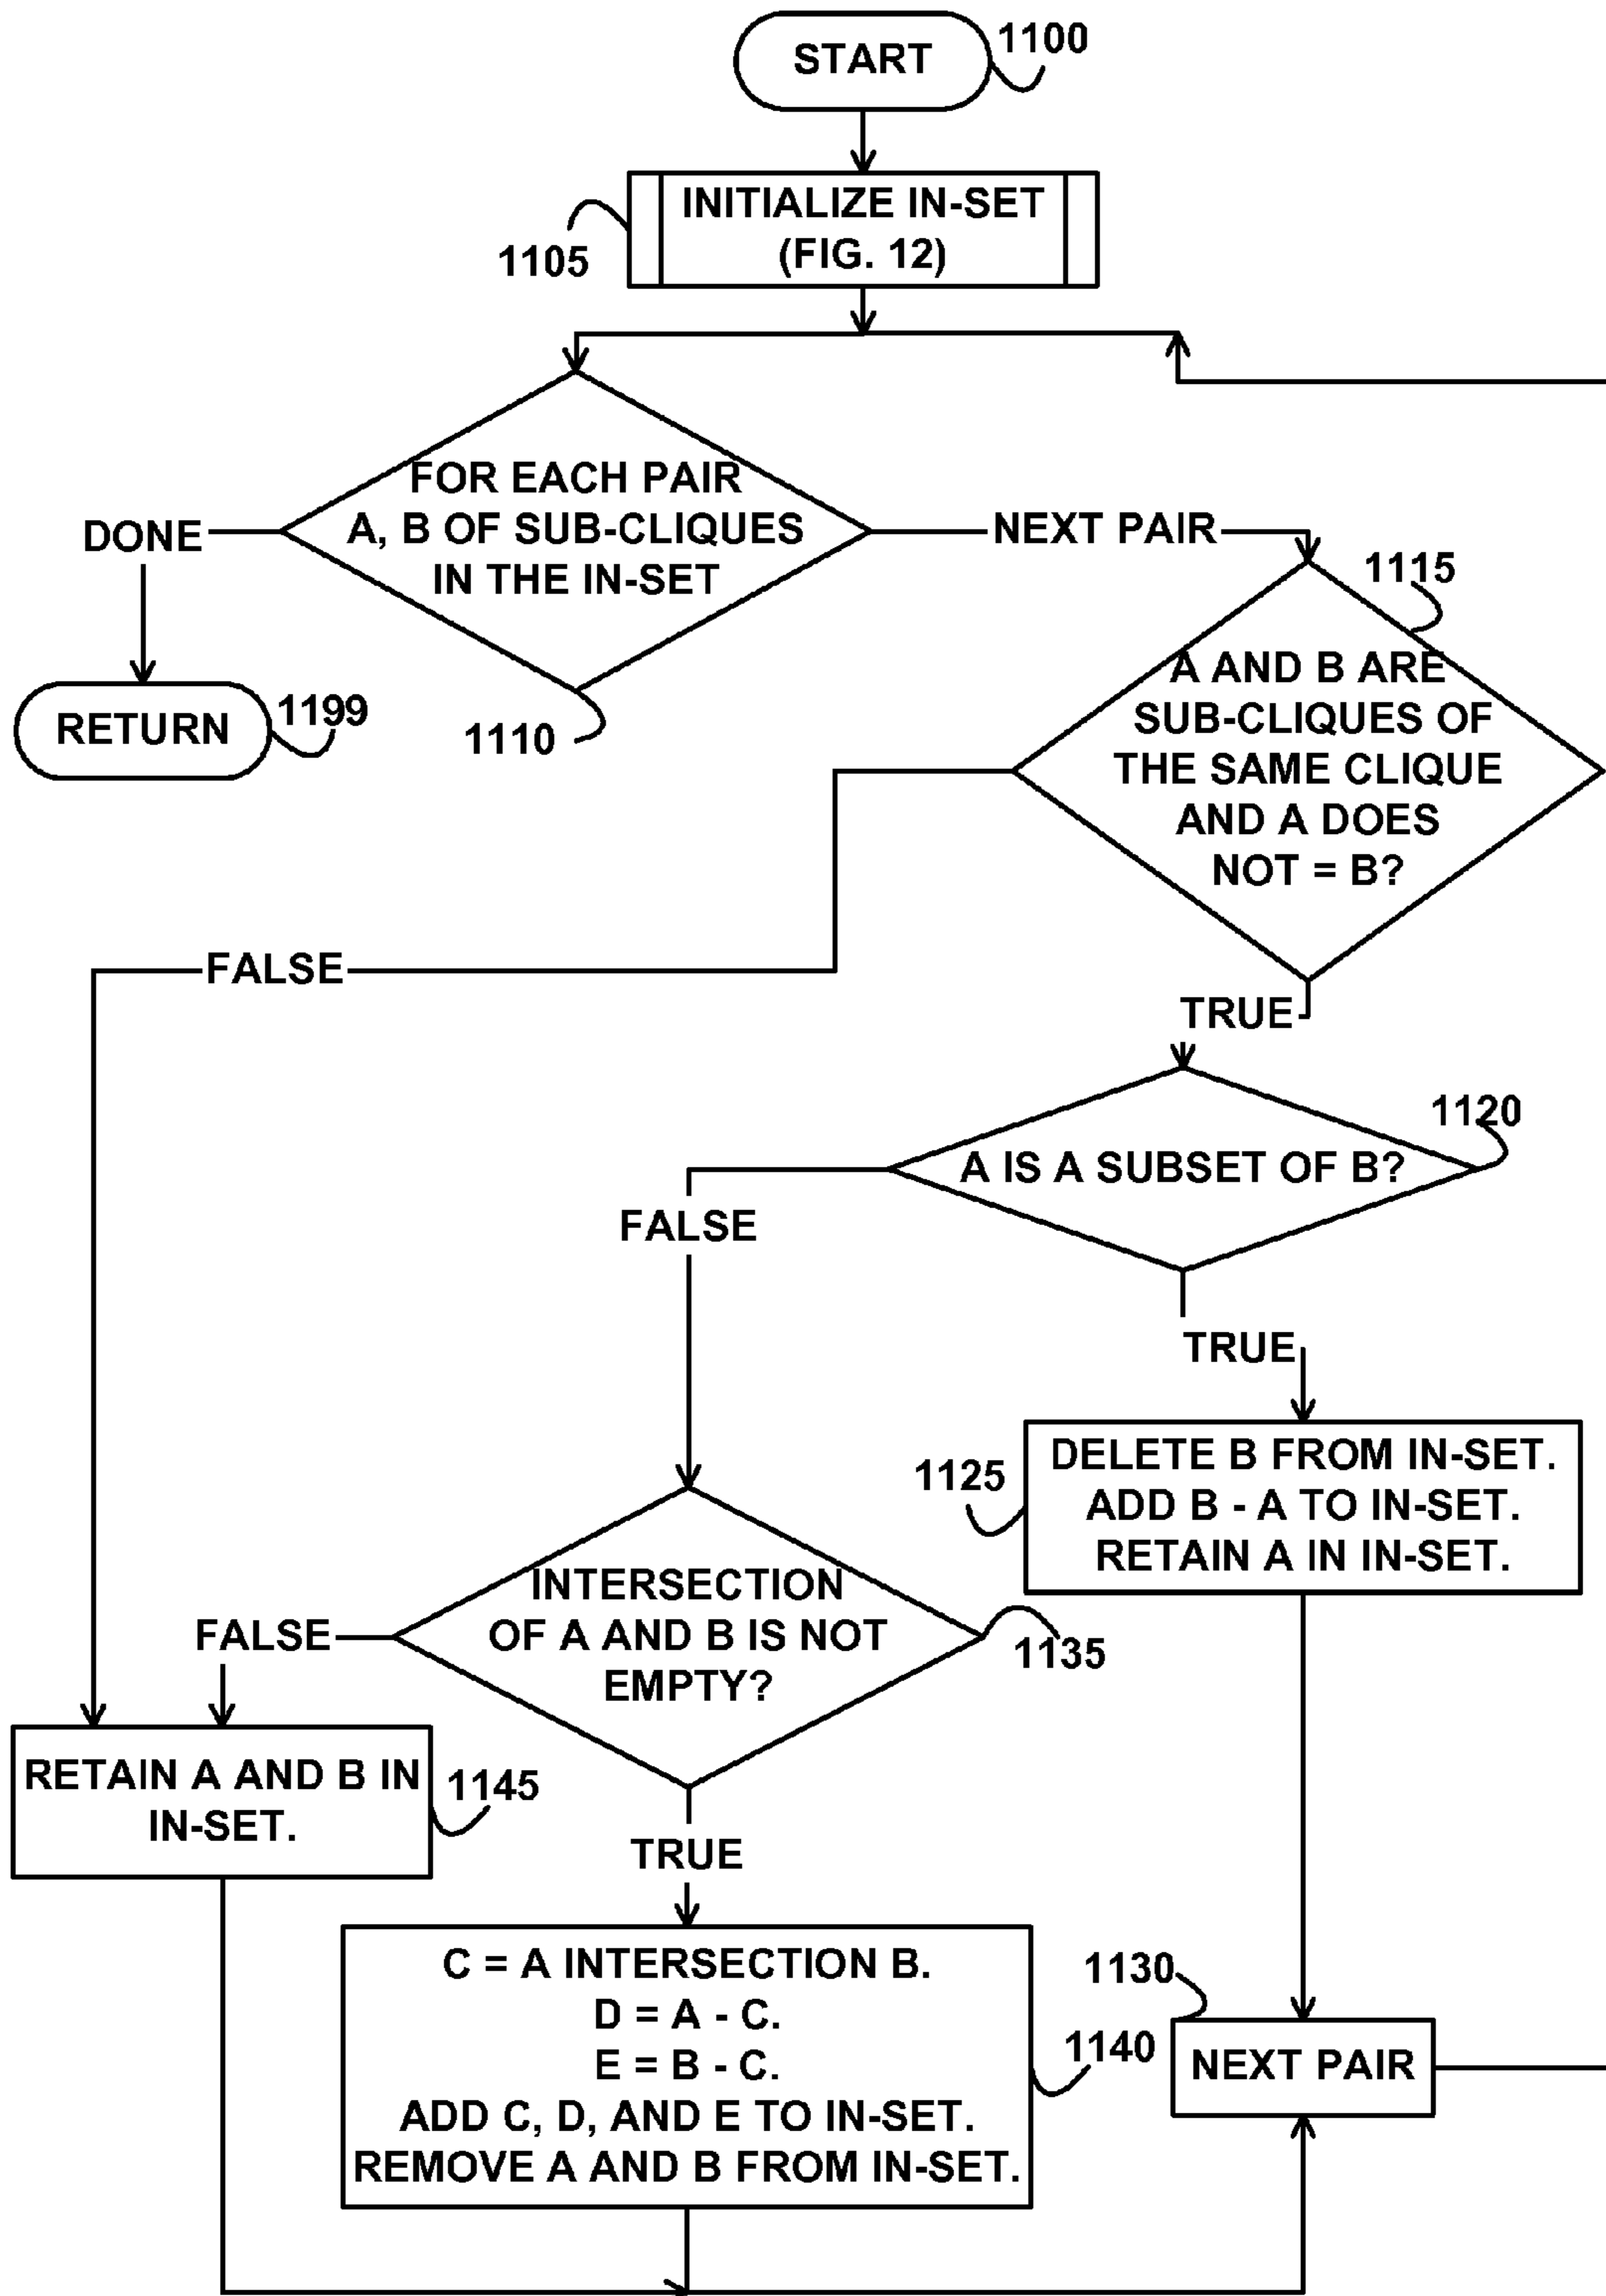 START
1100
INITIALIZE IN-SET
(FIG. 12)
1105
FOR EACH PAIR
A, B OF SUB-CLIQUES
IN THE IN-SET
DONE
NEXT PAIR
1110
RETURN
1199
1115
A AND B ARE
SUB-CLIQUES OF
THE SAME CLIQUE
AND A DOES
NOT = B?
FALSE
TRUE
1120
A IS A SUBSET OF B?
FALSE
TRUE
1125
DELETE B FROM IN-SET.
ADD B - A TO IN-SET.
RETAIN A IN IN-SET.
INTERSECTION
OF A AND B IS NOT
EMPTY?
FALSE
1135
RETAIN A AND B IN
IN-SET.
1145
TRUE
C = A INTERSECTION B.
D = A - C.
E = B - C.
ADD C, D, AND E TO IN-SET.
REMOVE A AND B FROM IN-SET.
1140
1130
NEXT PAIR